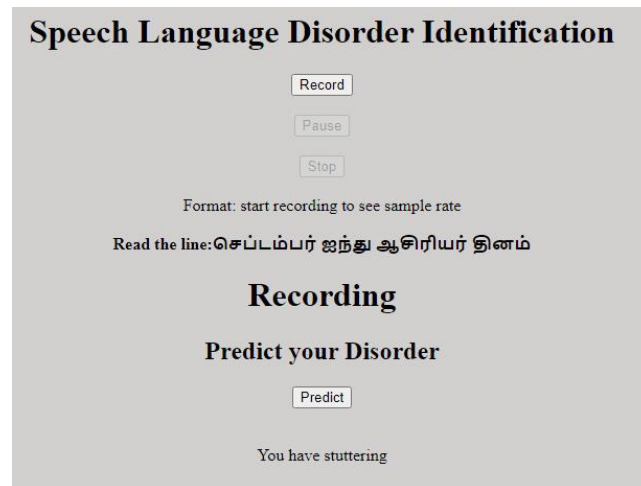 Speech Language Disorder Identification
Record
Pause
Stop
Format: start recording to see sample rate
Read the line:செப்டம்பர் ஐந்து ஆசிரியர் தினம்
Recording
Predict your Disorder
Predict
You have stuttering